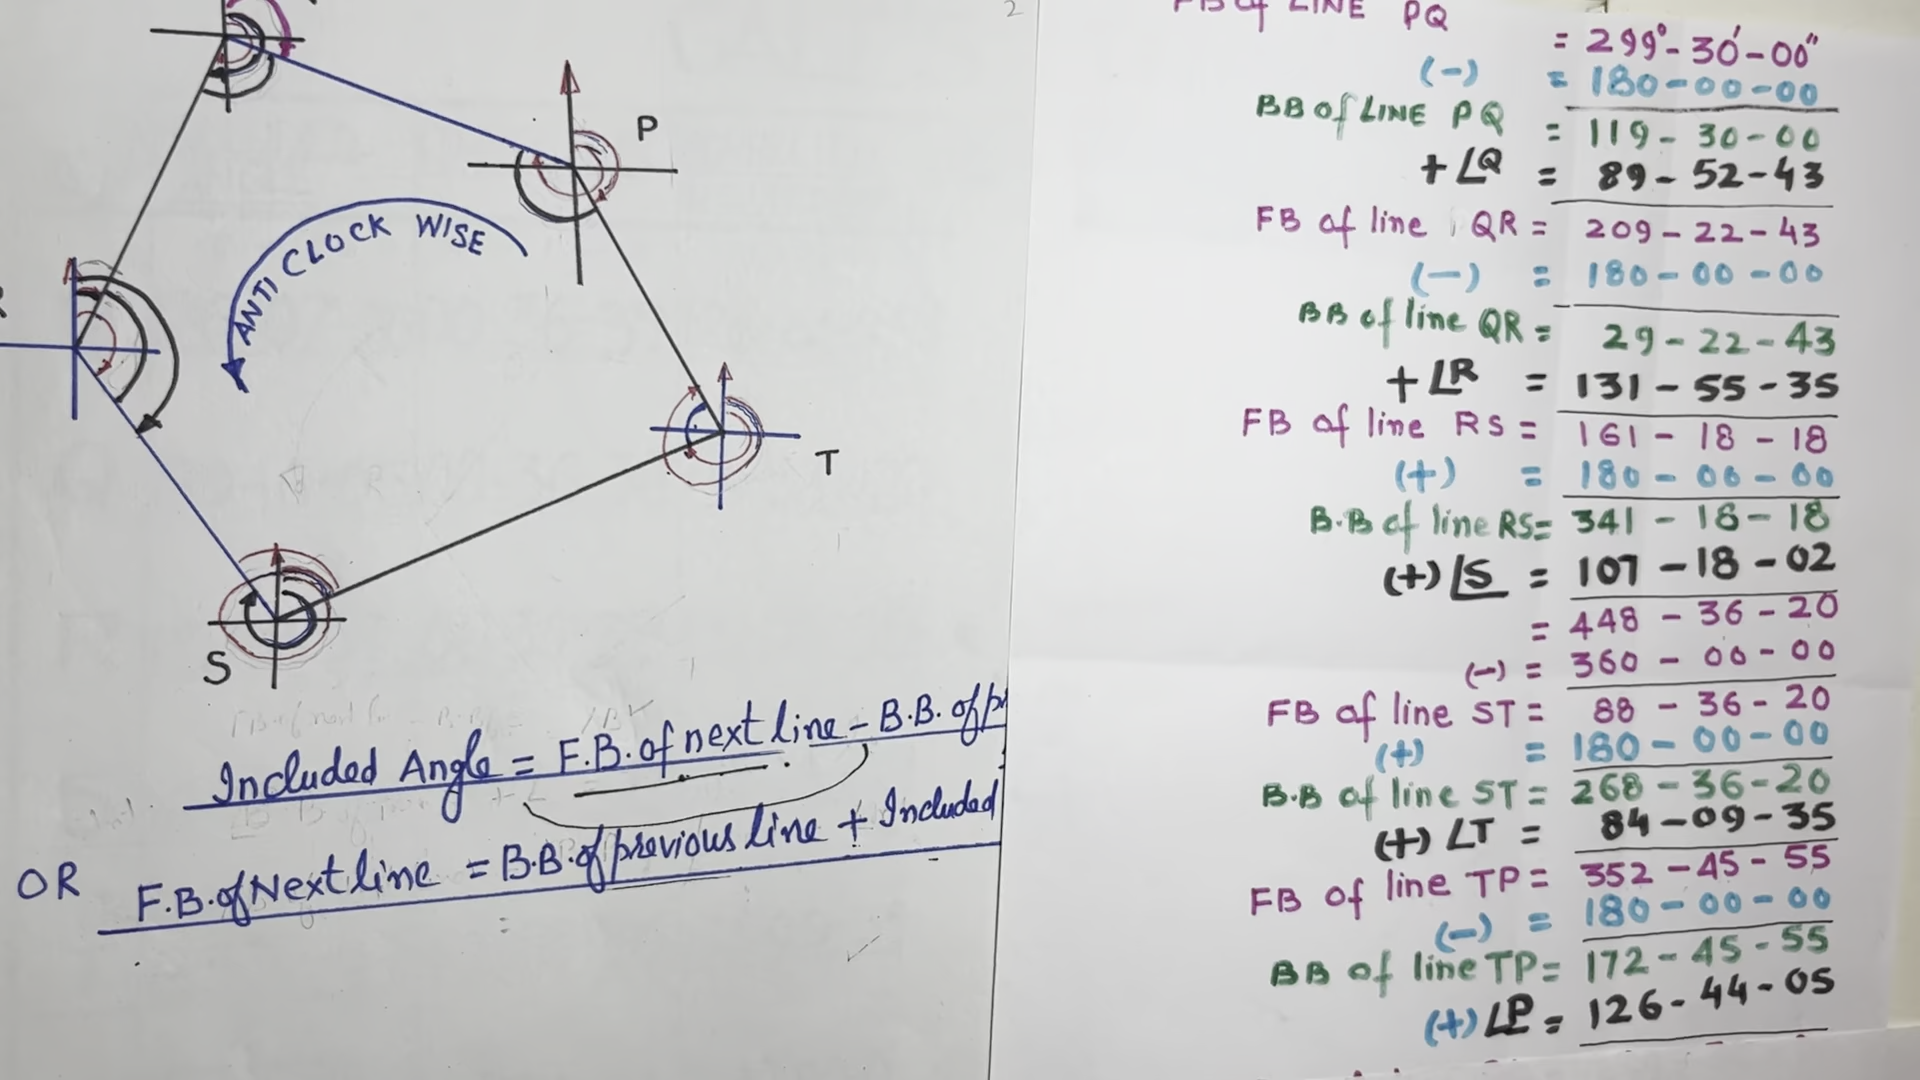 P
ANTI CLOCK WISE
T
S
Included Angle = F.B. of next line - B.B. of
OR F.B. of Next line = B.B. of previous line + Included
2
FB of LINE PQ = 299° - 30' - 00"
(-) = 180 - 00 - 00
BB of LINE PQ = 119 - 30 - 00
+ ∠Q = 89 - 52 - 43
FB of line QR = 209 - 22 - 43
(-) = 180 - 00 - 00
BB of line QR = 29 - 22 - 43
+ ∠R = 131 - 55 - 35
FB of line RS = 161 - 18 - 18
(+) = 180 - 00 - 00
B.B of line RS = 341 - 18 - 18
(+) ∠S = 107 - 18 - 02
= 448 - 36 - 20
(-) = 360 - 00 - 00
FB of line ST = 88 - 36 - 20
(+) = 180 - 00 - 00
B.B of line ST = 268 - 36 - 20
(+) ∠T = 84 - 09 - 35
FB of line TP = 352 - 45 - 55
(-) = 180 - 00 - 00
BB of line TP = 172 - 45 - 55
(+) ∠P = 126 - 44 - 05